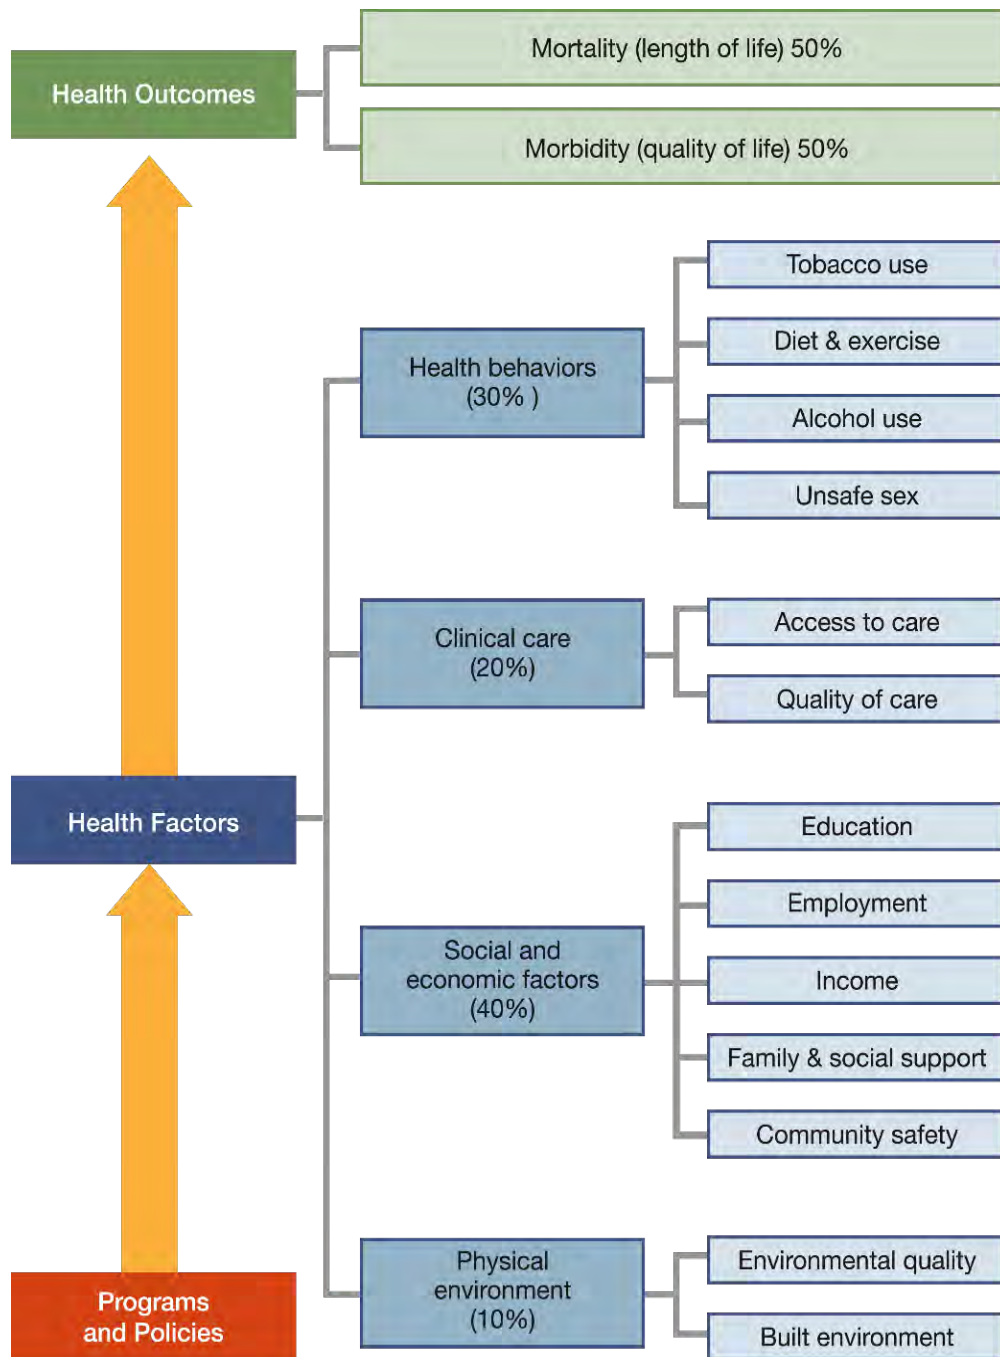 Health Outcomes
Mortality (length of life) 50%
Morbidity (quality of life) 50%
Health Factors
Programs
and Policies
Health behaviors
(30% )
Tobacco use
Diet & exercise
Alcohol use
Unsafe sex
Clinical care
(20%)
Access to care
Quality of care
Social and
economic factors
(40%)
Education
Employment
Income
Family & social support
Community safety
Physical
environment
(10%)
Environmental quality
Built environment